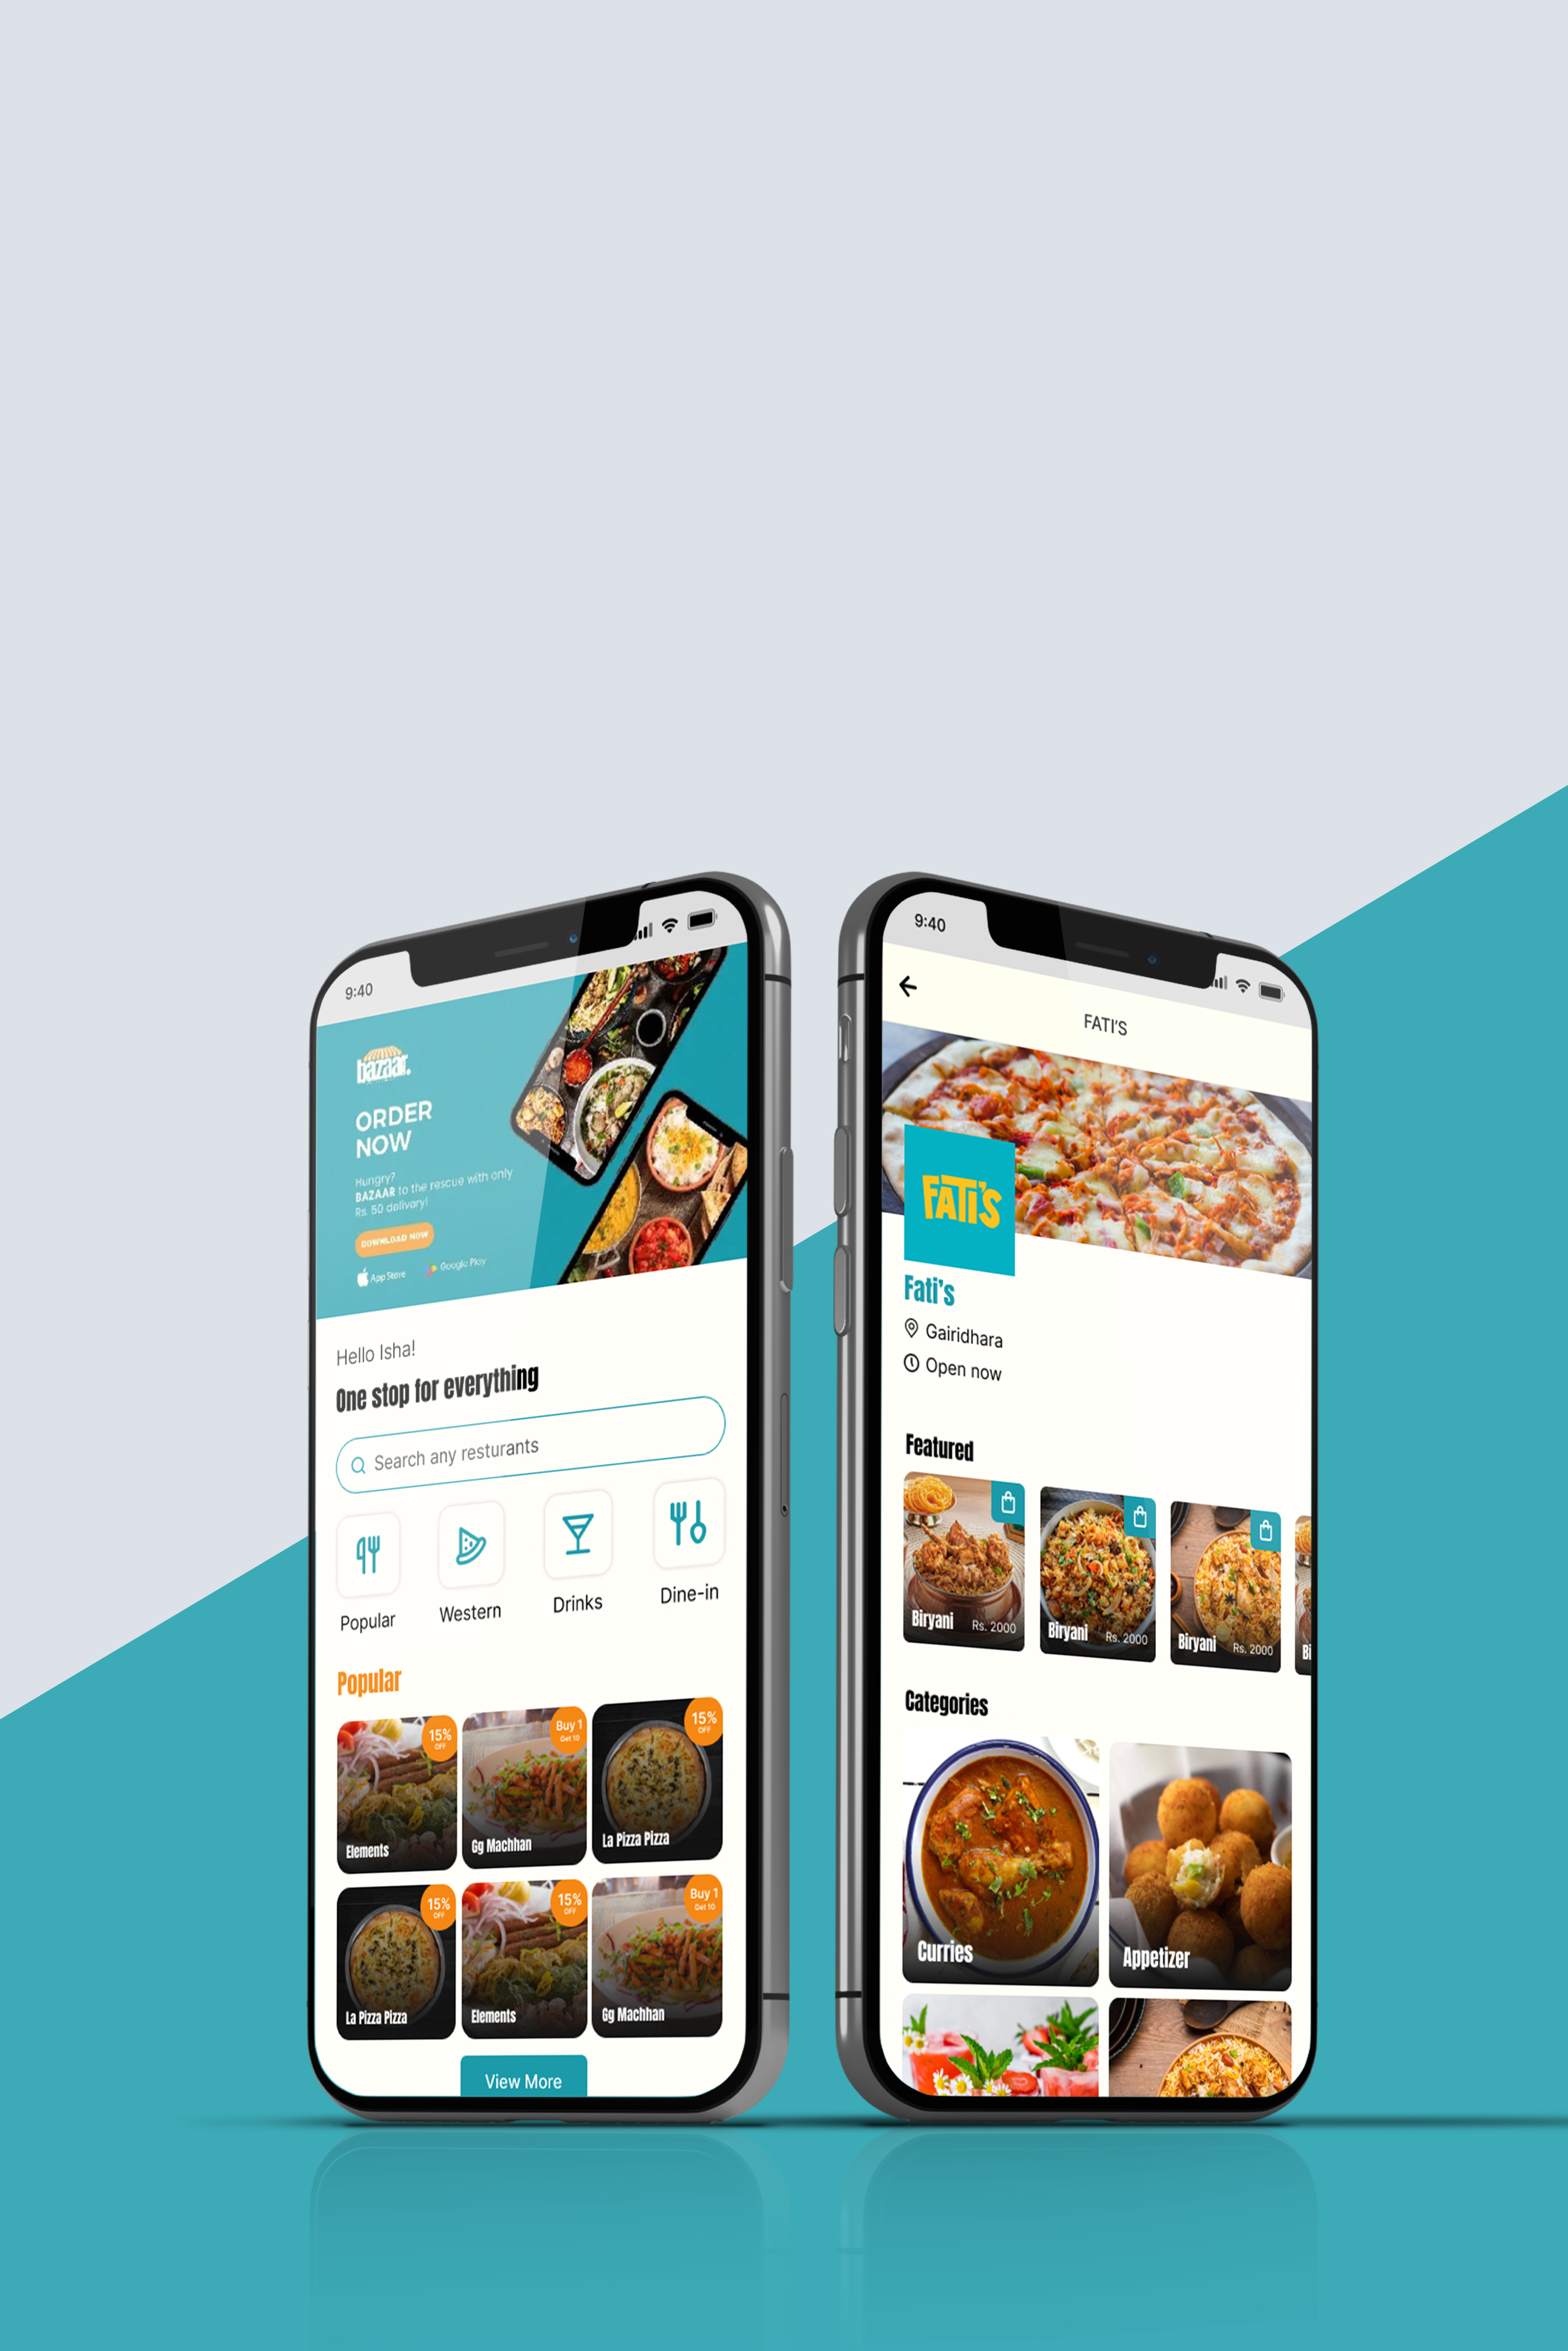 9:40
bazaar.
ORDER
NOW
Hungry?
BAZAAR to the rescue with only
Rs. 50 delivery!
DOWNLOAD NOW
App Store
Google Play
Hello Isha!
One stop for everything
Search any resturants
Popular
Western
Drinks
Dine-in
Popular
15%
OFF
Elements
Buy 1
Get 10
Gg Machhan
15%
OFF
La Pizza Pizza
15%
OFF
La Pizza Pizza
15%
OFF
Elements
Buy 1
Get 10
Gg Machhan
View More
9:40
FATI'S
FATI'S
Fati's
Gairidhara
Open now
Featured
Biryani Rs. 2000
Biryani Rs. 2000
Biryani Rs. 2000
Bi
Categories
Curries
Appetizer